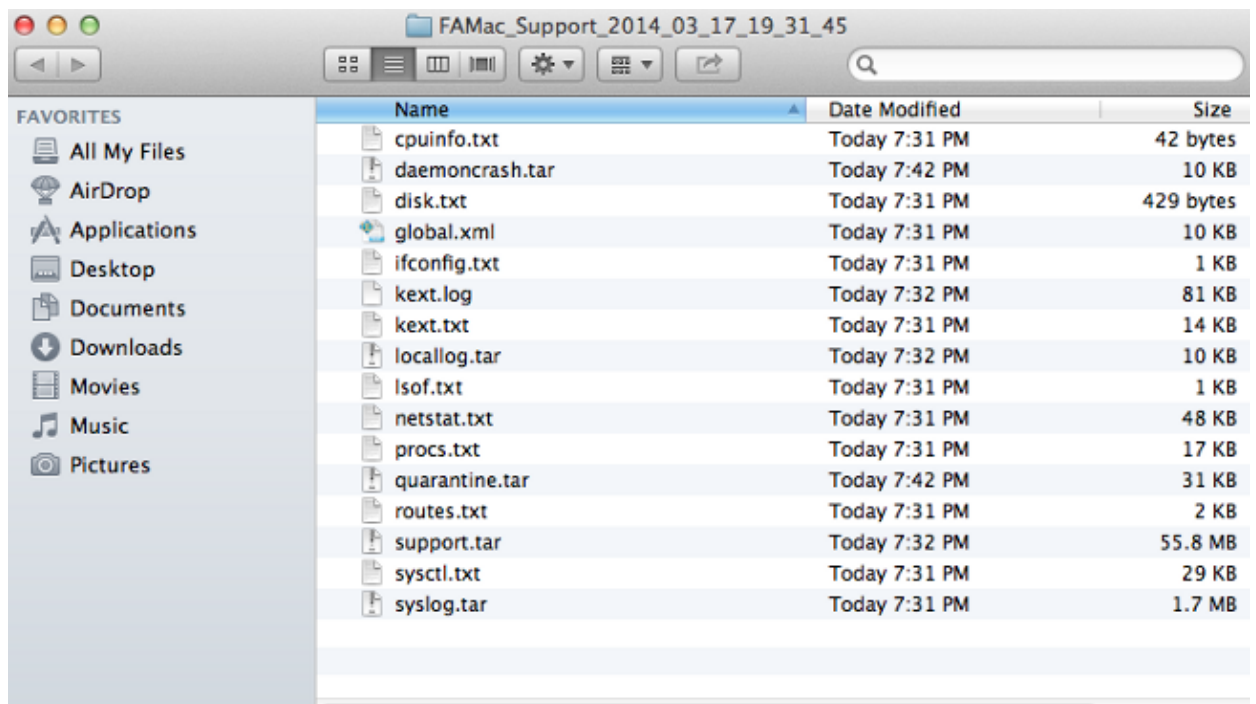 FAMac_Support_2014_03_17_19_31_45
FAVORITES
All My Files
AirDrop
Applications
Desktop
Documents
Downloads
Movies
Music
Pictures
Name Date Modified Size
cpuinfo.txt Today 7:31 PM 42 bytes
daemoncrash.tar Today 7:42 PM 10 KB
disk.txt Today 7:31 PM 429 bytes
global.xml Today 7:31 PM 10 KB
ifconfig.txt Today 7:31 PM 1 KB
kext.log Today 7:32 PM 81 KB
kext.txt Today 7:31 PM 14 KB
locallog.tar Today 7:32 PM 10 KB
lsof.txt Today 7:31 PM 1 KB
netstat.txt Today 7:31 PM 48 KB
procs.txt Today 7:31 PM 17 KB
quarantine.tar Today 7:42 PM 31 KB
routes.txt Today 7:31 PM 2 KB
support.tar Today 7:32 PM 55.8 MB
sysctl.txt Today 7:31 PM 29 KB
syslog.tar Today 7:31 PM 1.7 MB